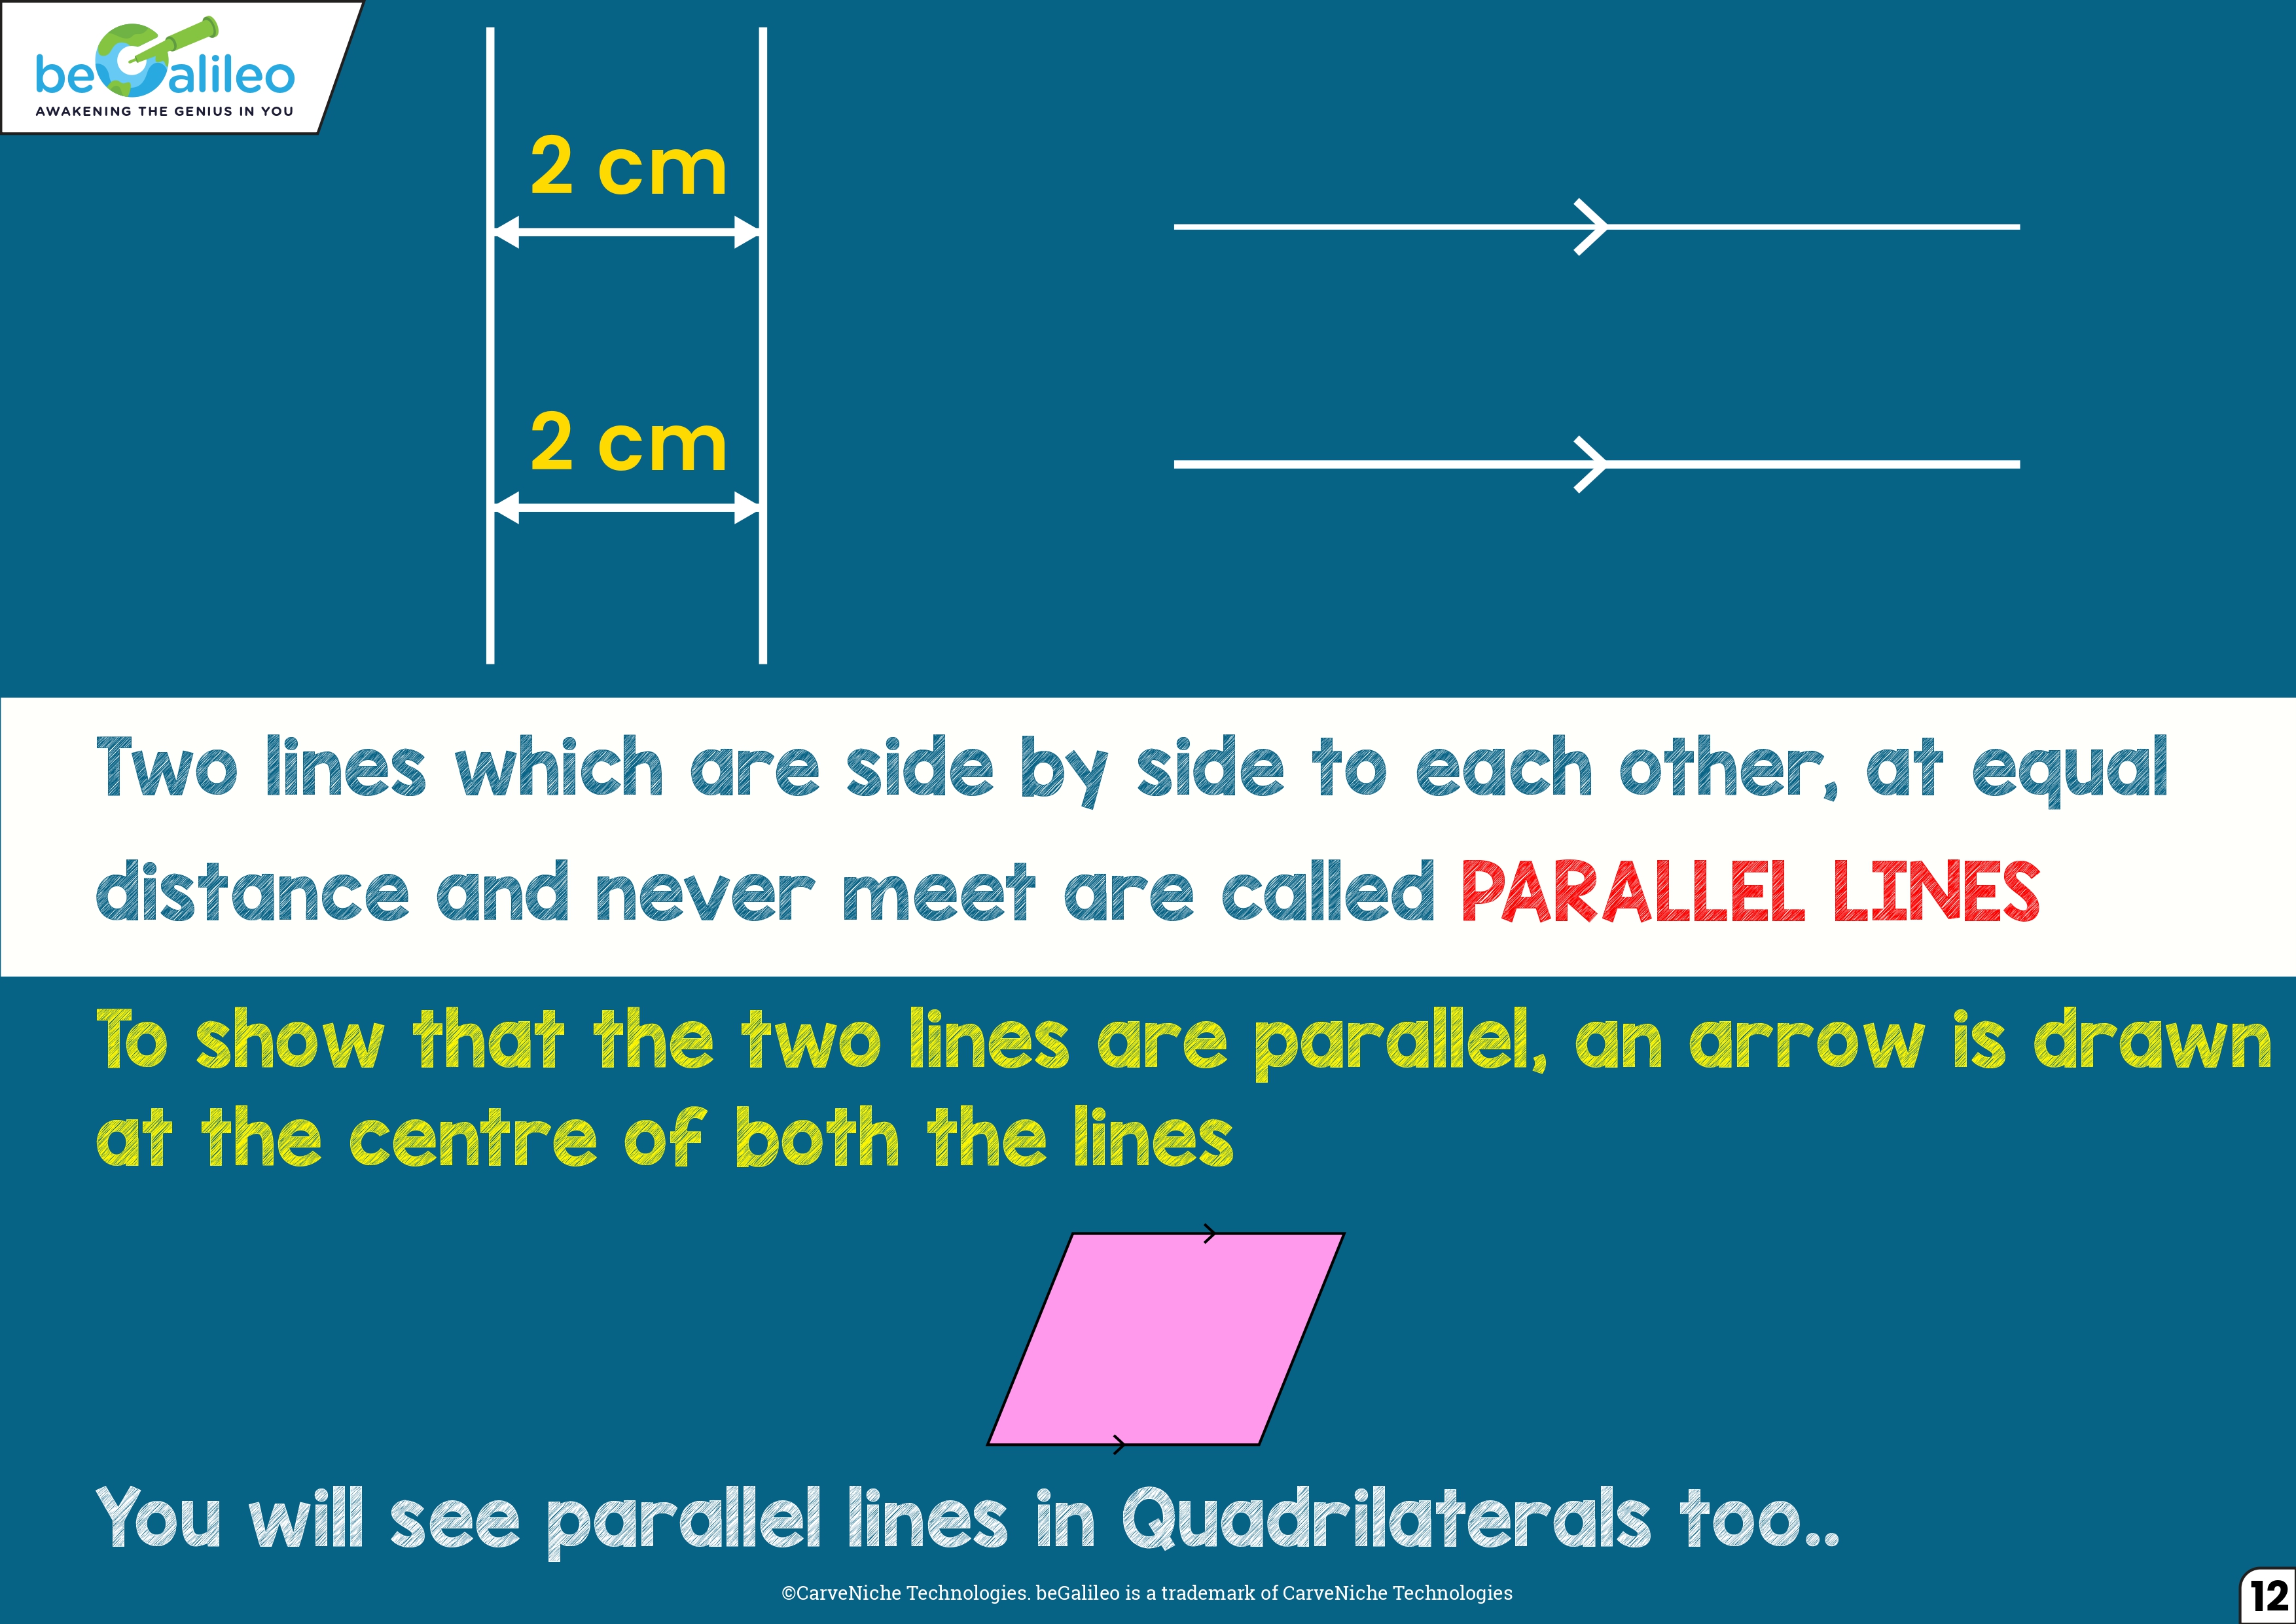 beGalileo
AWAKENING THE GENIUS IN YOU
2 cm
2 cm
Two lines which are side by side to each other, at equal
distance and never meet are called PARALLEL LINES
To show that the two lines are parallel, an arrow is drawn
at the centre of both the lines
You will see parallel lines in Quadrilaterals too..
©CarveNiche Technologies. beGalileo is a trademark of CarveNiche Technologies
12